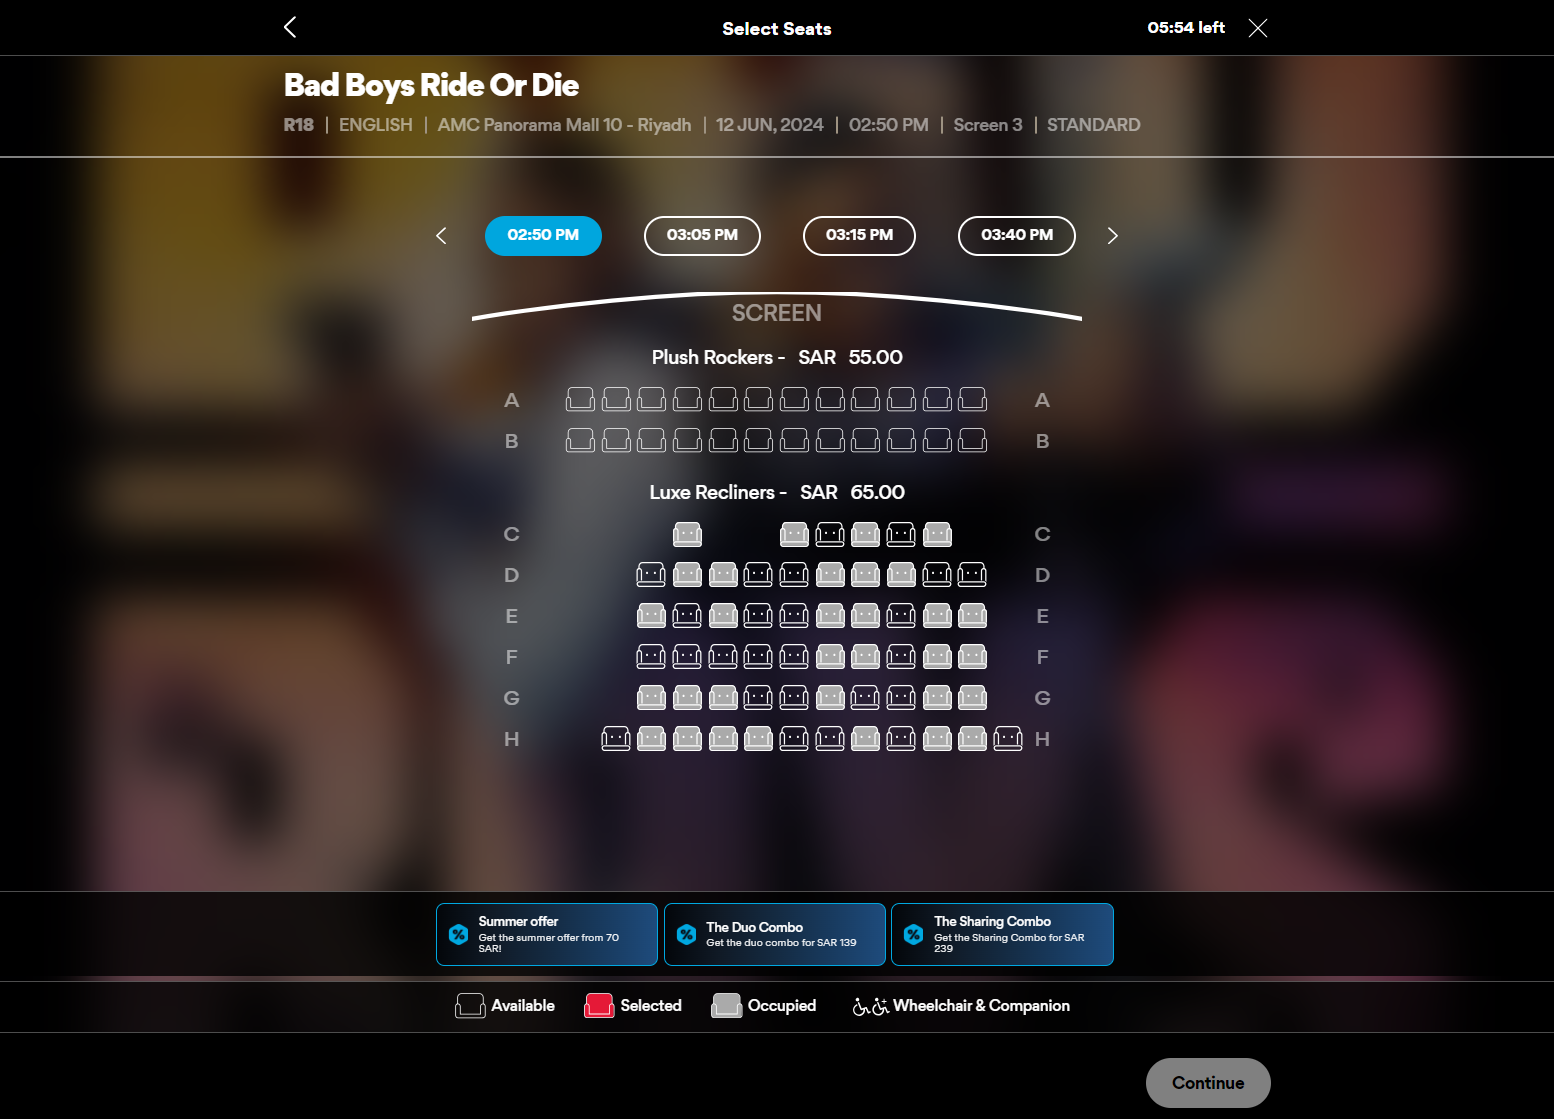 Select Seats
05:54 left
Bad Boys Ride Or Die
R18 | ENGLISH | AMC Panorama Mall 10 - Riyadh | 12 JUN, 2024 | 02:50 PM | Screen 3 | STANDARD
02:50 PM 03:05 PM 03:15 PM 03:40 PM
SCREEN
Plush Rockers - SAR 55.00
A A
B B
Luxe Recliners - SAR 65.00
C C
D D
E E
F F
G G
H H
Summer offer
Get the summer offer from 70
SAR!
The Duo Combo
Get the duo combo for SAR 139
The Sharing Combo
Get the Sharing Combo for SAR
239
Available Selected Occupied Wheelchair & Companion
Continue